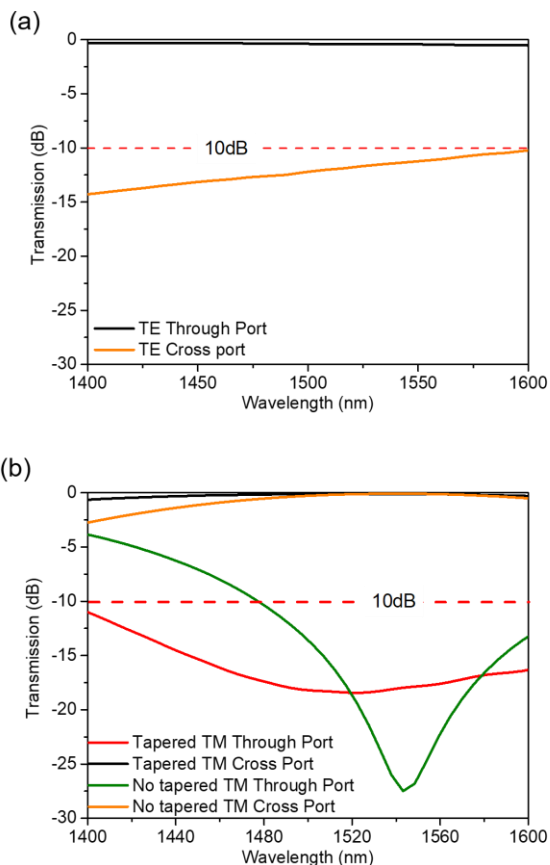 (a)
0
-5
-10
-15
-20
-25
-30
Transmission (dB)
10dB
TE Through Port
TE Cross port
1400
1450
1500
1550
1600
Wavelength (nm)
(b)
0
-5
-10
-15
-20
-25
-30
Transmission (dB)
10dB
Tapered TM Through Port
Tapered TM Cross Port
No tapered TM Through Port
No tapered TM Cross Port
1400
1440
1480
1520
1560
1600
Wavelength (nm)